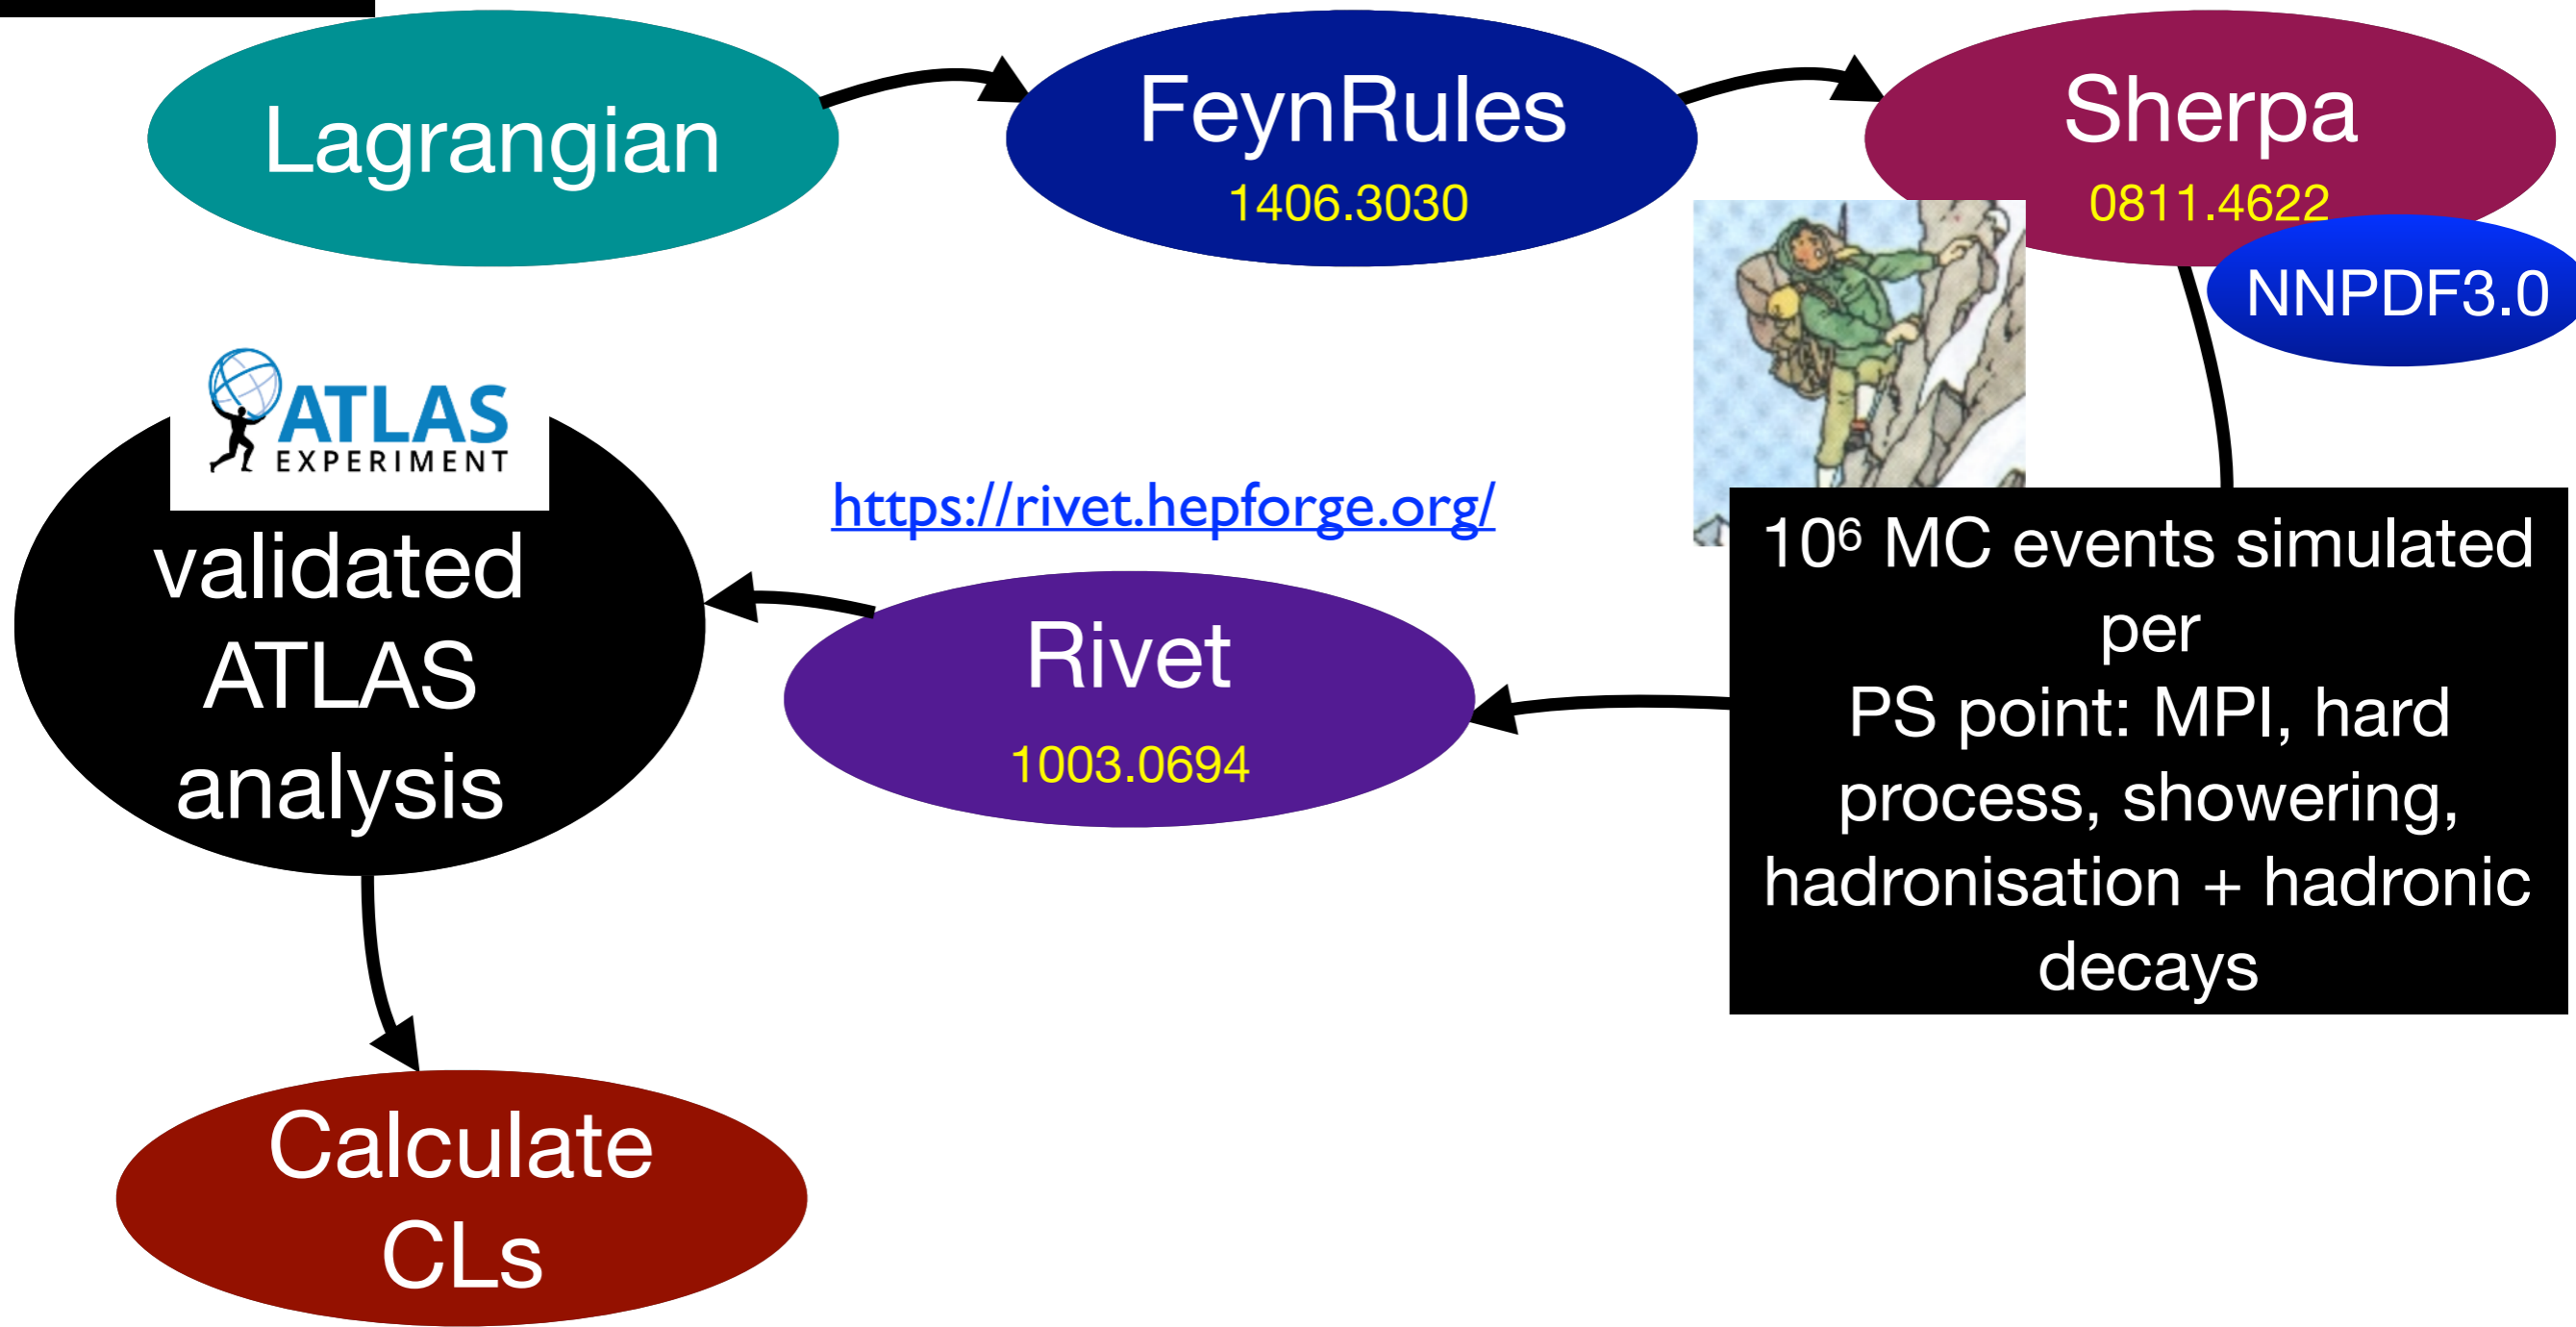 Lagrangian
FeynRules
1406.3030
Sherpa
0811.4622
NNPDF3.0
ATLAS
EXPERIMENT
validated
ATLAS
analysis
https://rivet.hepforge.org/
Rivet
1003.0694
10⁶ MC events simulated
per
PS point: MPI, hard
process, showering,
hadronisation + hadronic
decays
Calculate
CLs